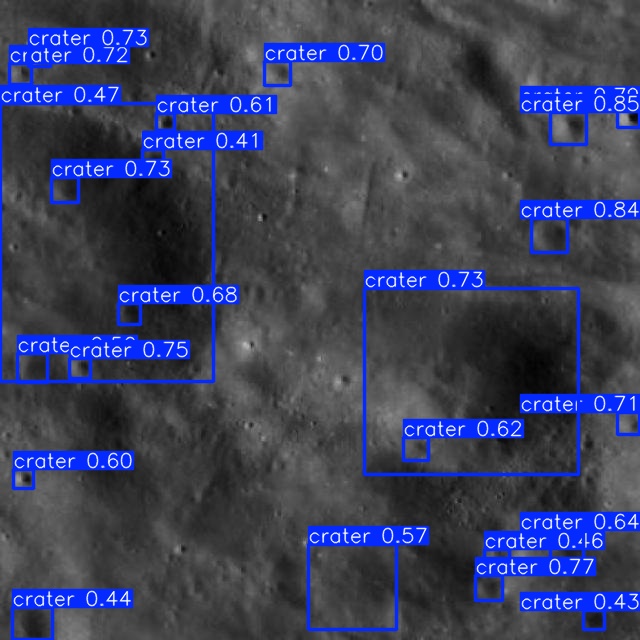 crater 0.73
crater 0.72
crater 0.70
crater 0.47
crater 0.61
crater 0.85
crater 0.41
crater 0.73
crater 0.84
crater 0.73
crater 0.68
crate
crater 0.75
crater 0.71
crater 0.62
crater 0.60
crater 0.64
crater 0.57
crater 0.46
crater 0.77
crater 0.44
crater 0.43